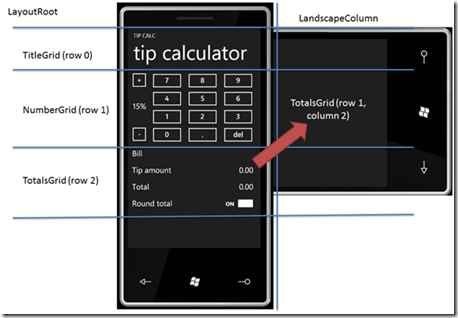 LayoutRoot
LandscapeColumn
TitleGrid (row 0)
TIP CALC
tip calculator
NumberGrid (row 1)
+ 7 8 9
15%
4 5 6
1 2 3
- 0 . del
TotalsGrid (row 1,
column 2)
TotalsGrid (row 2)
Bill
Tip amount 0.00
Total 0.00
Round total ON